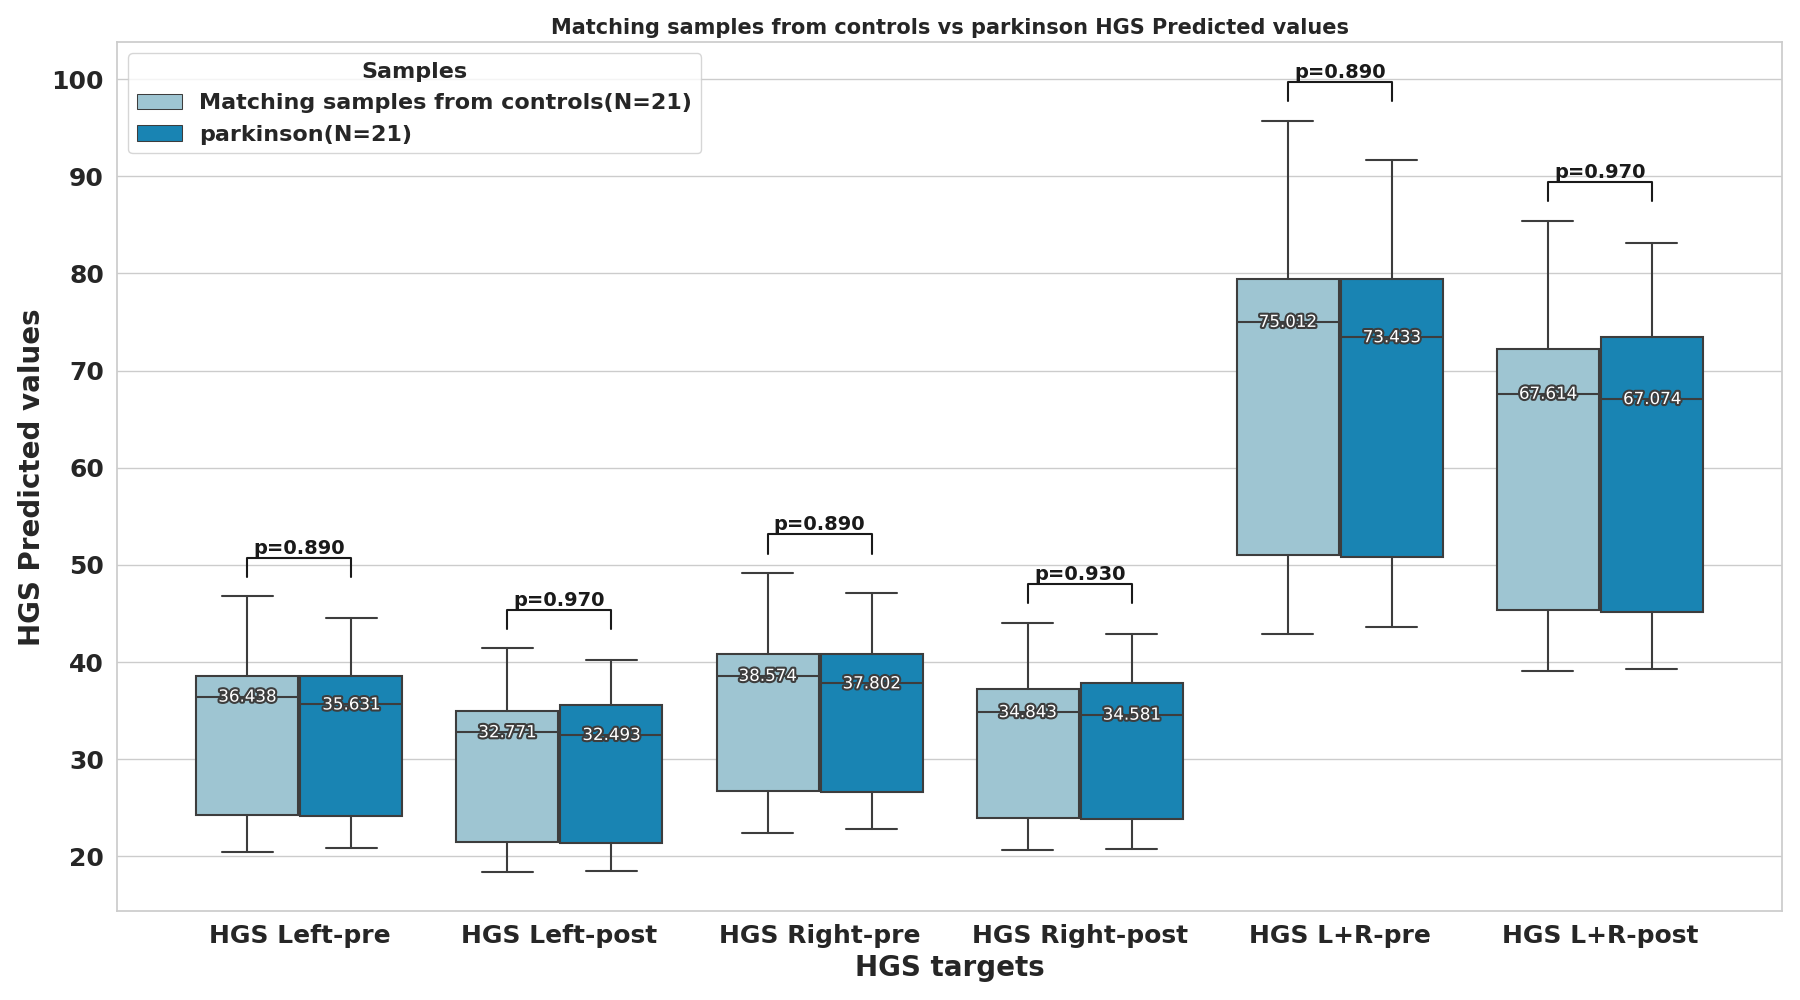 Matching samples from controls vs parkinson HGS Predicted values
Samples
Matching samples from controls(N=21)
parkinson(N=21)
HGS Predicted values
100
90
80
70
60
50
40
30
20
p=0.890
p=0.970
p=0.890
p=0.930
p=0.890
p=0.970
36.438
35.631
32.771
32.493
38.574
37.802
34.843
34.581
75.012
73.433
67.614
67.074
HGS Left-pre
HGS Left-post
HGS Right-pre
HGS Right-post
HGS L+R-pre
HGS L+R-post
HGS targets